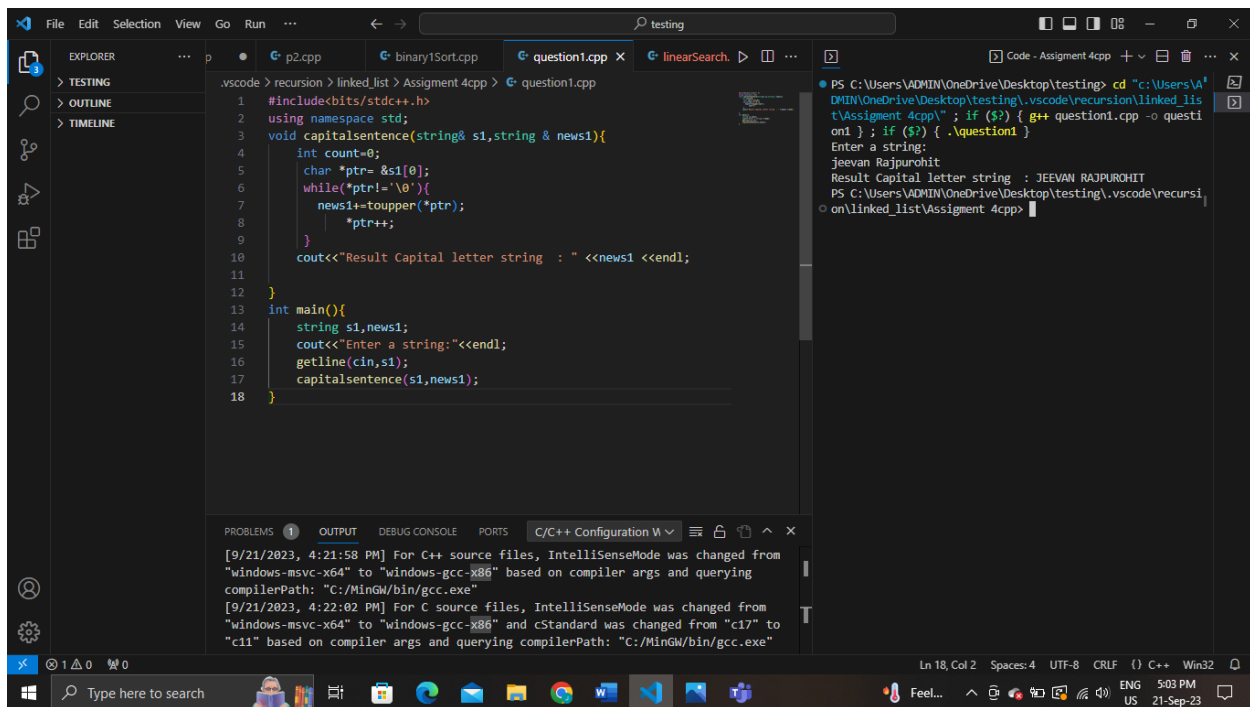 File Edit Selection View Go Run ··· ← → testing
EXPLORER ···
> TESTING
> OUTLINE
> TIMELINE
3
p ● p2.cpp binary1Sort.cpp question1.cpp × linearSearch. ···
.vscode > recursion > linked_list > Assigment 4cpp > question1.cpp
1 #include<bits/stdc++.h>
2 using namespace std;
3 void capitalsentence(string& s1,string & news1){
4 int count=0;
5 char *ptr= &s1[0];
6 while(*ptr!='\0'){
7 news1+=toupper(*ptr);
8 *ptr++;
9 }
10 cout<<"Result Capital letter string  : " <<news1 <<endl;
11
12 }
13 int main(){
14 string s1,news1;
15 cout<<"Enter a string:"<<endl;
16 getline(cin,s1);
17 capitalsentence(s1,news1);
18 }
Code - Assigment 4cpp + ··· ×
PS C:\Users\ADMIN\OneDrive\Desktop\testing> cd "c:\Users\A
DMIN\OneDrive\Desktop\testing\.vscode\recursion\linked_lis
t\Assigment 4cpp\" ; if ($?) { g++ question1.cpp -o questi
on1 } ; if ($?) { .\question1 }
Enter a string:
jeevan Rajpurohit
Result Capital letter string  : JEEVAN RAJPUROHIT
PS C:\Users\ADMIN\OneDrive\Desktop\testing\.vscode\recursi
on\linked_list\Assigment 4cpp>
PROBLEMS 1 OUTPUT DEBUG CONSOLE PORTS C/C++ Configuration W
[9/21/2023, 4:21:58 PM] For C++ source files, IntelliSenseMode was changed from
"windows-msvc-x64" to "windows-gcc-x86" based on compiler args and querying
compilerPath: "C:/MinGW/bin/gcc.exe"
[9/21/2023, 4:22:02 PM] For C source files, IntelliSenseMode was changed from
"windows-msvc-x64" to "windows-gcc-x86" and cStandard was changed from "c17" to
"c11" based on compiler args and querying compilerPath: "C:/MinGW/bin/gcc.exe"
1 0 0 Ln 18, Col 2 Spaces: 4 UTF-8 CRLF {} C++ Win32
Type here to search Feel... ENG US 5:03 PM 21-Sep-23